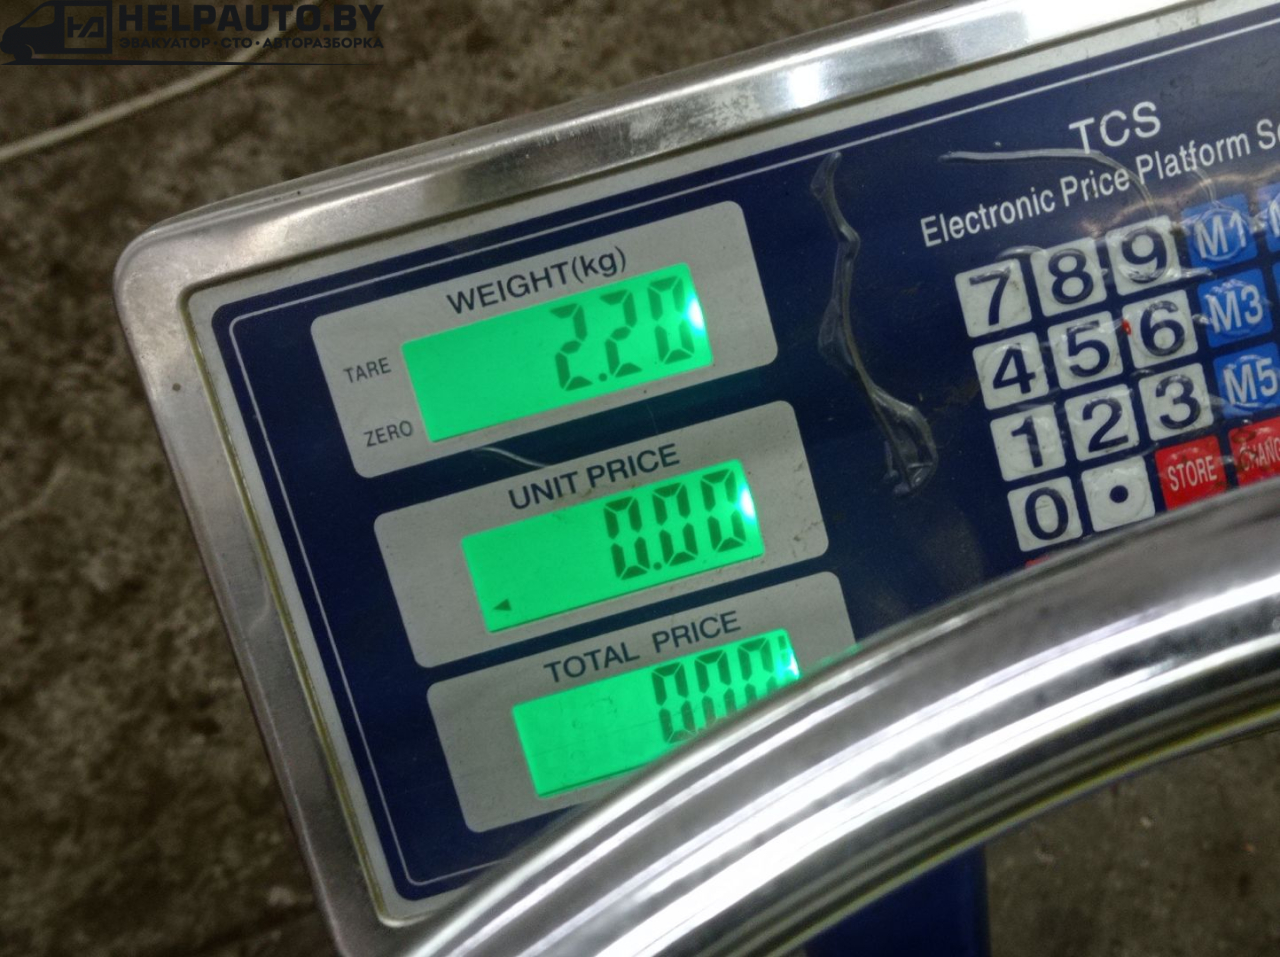 HELPAUTO.BY
ЭВАКУАТОР·СТО·АВТОРАЗБОРКА
TCS
Electronic Price Platform
WEIGHT(kg)
TARE
ZERO
2.20
UNIT PRICE
0.00
TOTAL PRICE
7 8 9 M1
4 5 6 M3
1 2 3 M5
0 . STORE